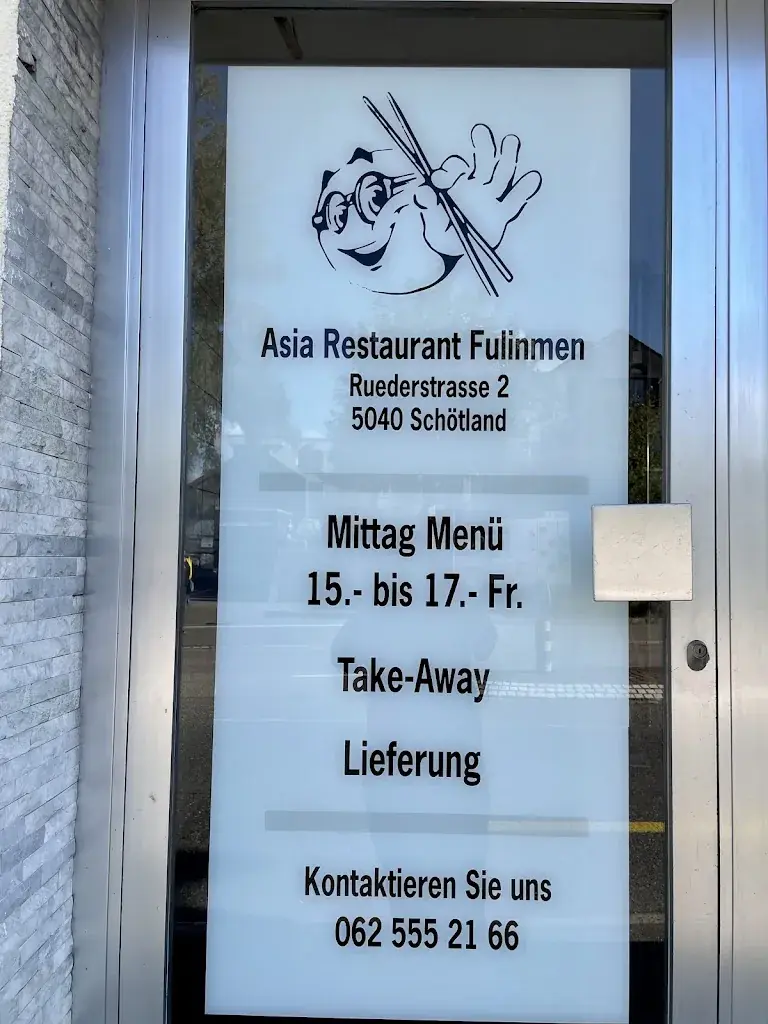 Asia Restaurant Fulinmen
Ruederstrasse 2
5040 Schötland
Mittag Menü
15.- bis 17.- Fr.
Take-Away
Lieferung
Kontaktieren Sie uns
062 555 21 66